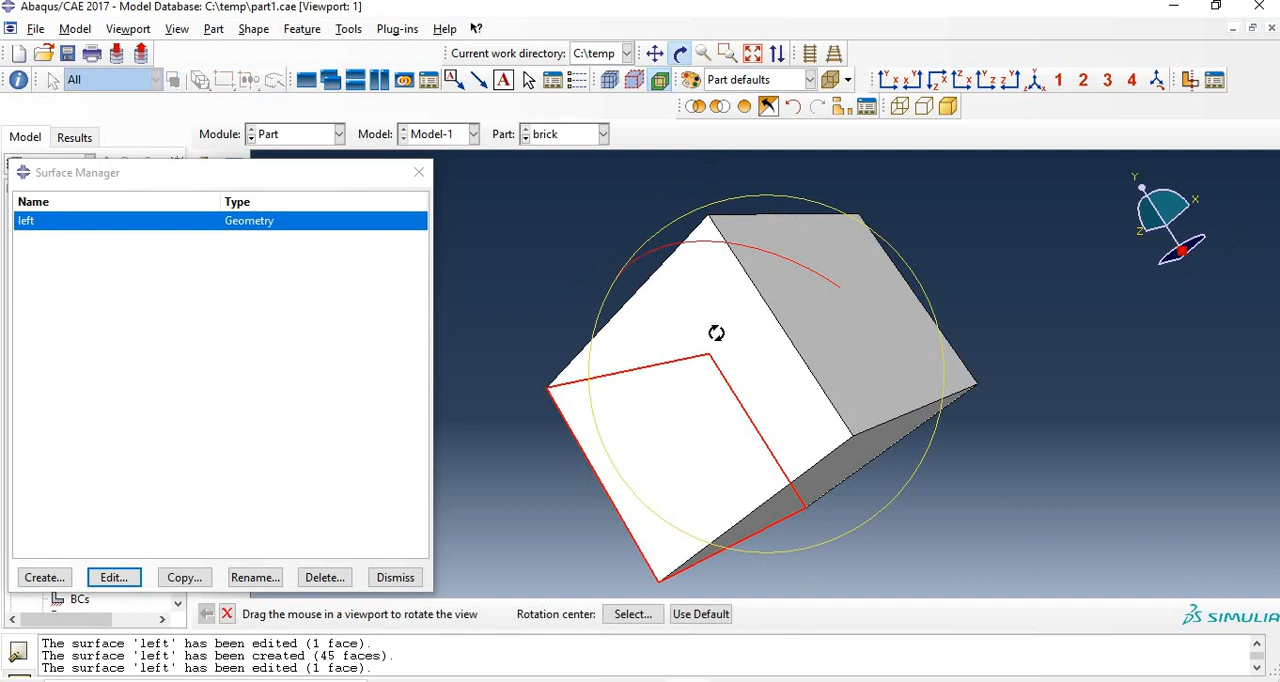 Abaqus/CAE 2017 - Model Database: C:\temp\part1.cae [Viewport: 1]
File Model Viewport View Part Shape Feature Tools Plug-ins Help
Current work directory: C:\temp
All Part defaults 1 2 3 4
Model Results Module: Part Model: Model-1 Part: brick
Surface Manager
Name Type
left Geometry
Y
X
Z
Create... Edit... Copy... Rename... Delete... Dismiss
BCs
Drag the mouse in a viewport to rotate the view Rotation center: Select... Use Default
SIMULIA
The surface 'left' has been edited (1 face).
The surface 'left' has been created (45 faces).
The surface 'left' has been edited (1 face).